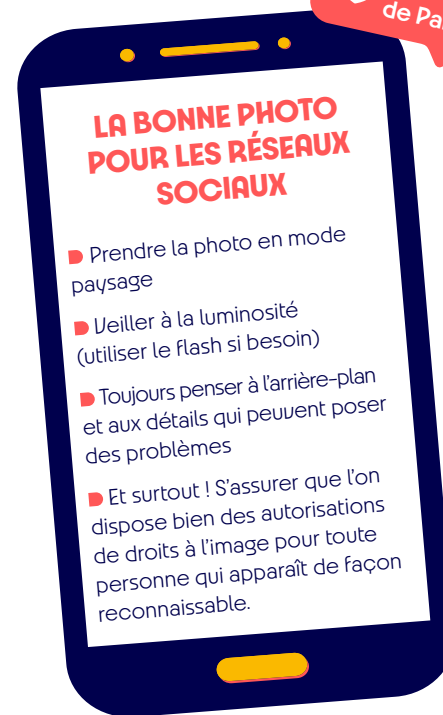 de Pa
LA BONNE PHOTO
POUR LES RÉSEAUX
SOCIAUX
Prendre la photo en mode
paysage
Veiller à la luminosité
(utiliser le flash si besoin)
Toujours penser à l'arrière-plan
et aux détails qui peuvent poser
des problèmes
Et surtout ! S'assurer que l'on
dispose bien des autorisations
de droits à l'image pour toute
personne qui apparaît de façon
reconnaissable.